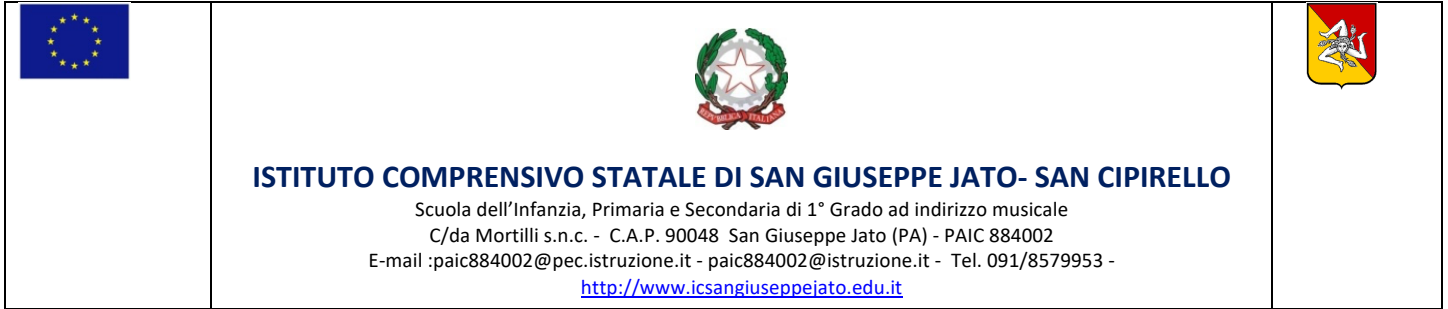 REPVBBLICA ITALIANA
ISTITUTO COMPRENSIVO STATALE DI SAN GIUSEPPE JATO- SAN CIPIRELLO
Scuola dell’Infanzia, Primaria e Secondaria di 1° Grado ad indirizzo musicale
C/da Mortilli s.n.c. - C.A.P. 90048 San Giuseppe Jato (PA) - PAIC 884002
E-mail :paic884002@pec.istruzione.it - paic884002@istruzione.it - Tel. 091/8579953 -
http://www.icsangiuseppejato.edu.it